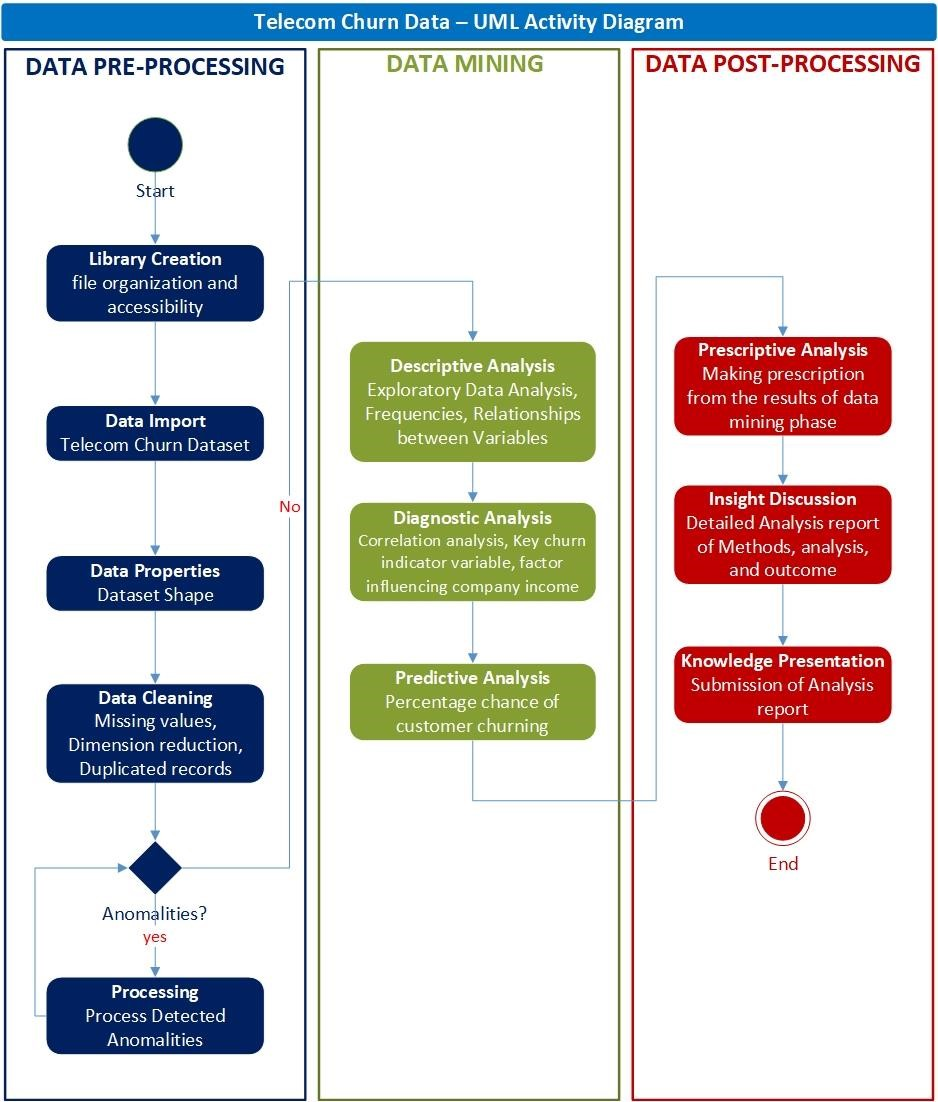 Telecom Churn Data – UML Activity Diagram
DATA PRE-PROCESSING
Start
Library Creation
file organization and
accessibility
Data Import
Telecom Churn Dataset
Data Properties
Dataset Shape
Data Cleaning
Missing values,
Dimension reduction,
Duplicated records
Anomalities?
yes
No
Processing
Process Detected
Anomalities
DATA MINING
Descriptive Analysis
Exploratory Data Analysis,
Frequencies, Relationships
between Variables
Diagnostic Analysis
Correlation analysis, Key churn
indicator variable, factor
influencing company income
Predictive Analysis
Percentage chance of
customer churning
DATA POST-PROCESSING
Prescriptive Analysis
Making prescription
from the results of data
mining phase
Insight Discussion
Detailed Analysis report
of Methods, analysis,
and outcome
Knowledge Presentation
Submission of Analysis
report
End